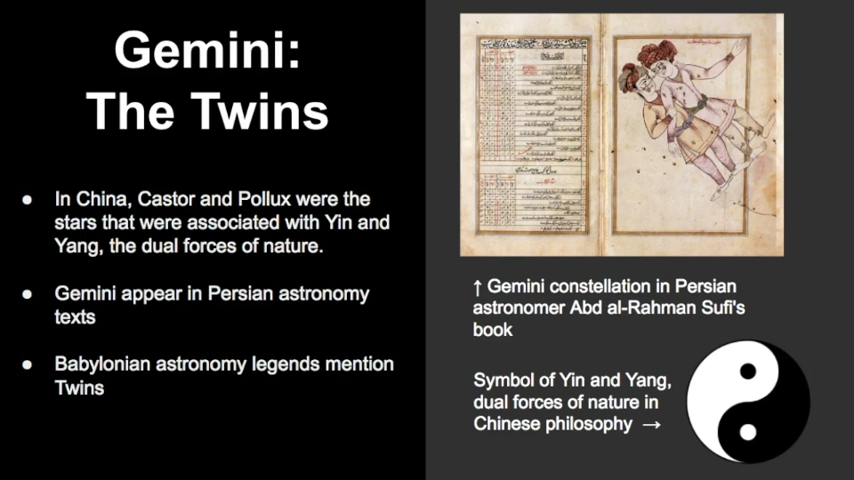 Gemini:
The Twins
● In China, Castor and Pollux were the
stars that were associated with Yin and
Yang, the dual forces of nature.
● Gemini appear in Persian astronomy
texts
● Babylonian astronomy legends mention
Twins
↑ Gemini constellation in Persian
astronomer Abd al-Rahman Sufi's
book
Symbol of Yin and Yang,
dual forces of nature in
Chinese philosophy →